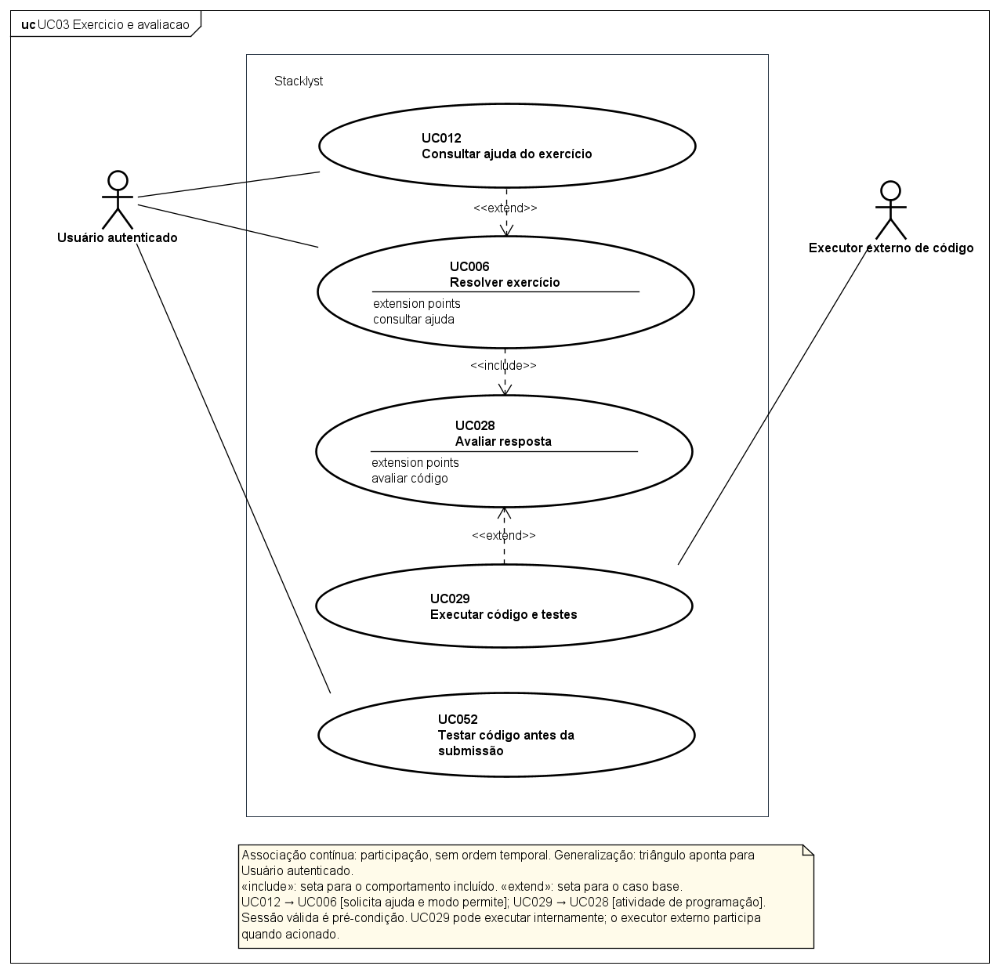 uc UC03 Exercicio e avaliacao
Stacklyst
UC012
Consultar ajuda do exercício
<<extend>>
Usuário autenticado
Executor externo de código
UC006
Resolver exercício
extension points
consultar ajuda
<<include>>
UC028
Avaliar resposta
extension points
avaliar código
<<extend>>
UC029
Executar código e testes
UC052
Testar código antes da
submissão
Associação contínua: participação, sem ordem temporal. Generalização: triângulo aponta para
Usuário autenticado.
«include»: seta para o comportamento incluído. «extend»: seta para o caso base.
UC012 → UC006 [solicita ajuda e modo permite]; UC029 → UC028 [atividade de programação].
Sessão válida é pré-condição. UC029 pode executar internamente; o executor externo participa
quando acionado.